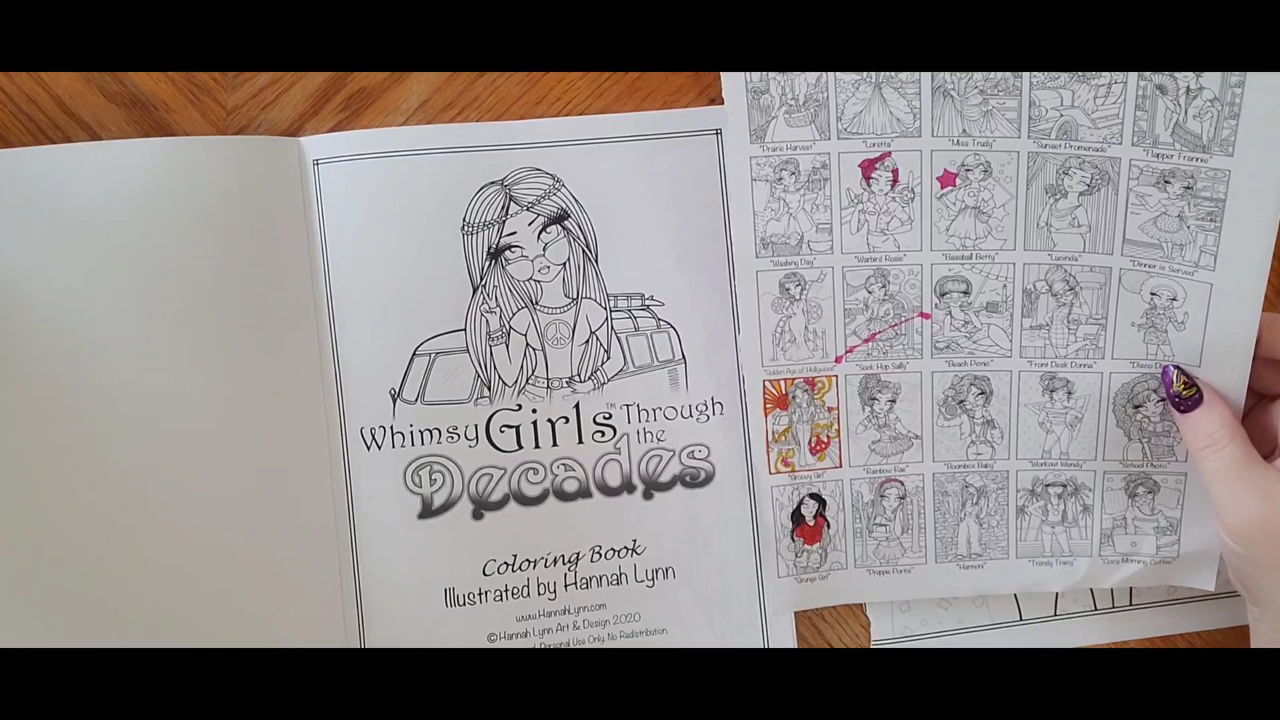 Whimsy Girls™ Through
the
Decades
Coloring Book
Illustrated by Hannah Lynn
www.HannahLynn.com
©Hannah Lynn Art & Design 2020
Personal Use Only. No Redistribution.
"Prairie Harvest" "Loretta" "Miss Trudy" "Sunset Promenade" "Flapper Frannie"
"Washing Day" "Warbird Rosie" "Baseball Betty" "Lucinda" "Dinner is Served"
"Golden Age of Hollywood" "Sock Hop Sally" "Beach Picnic" "Front Desk Donna" "Disco
"Groovy Girl" "Rainbow Rae" "Boombox Baby" "Workout Wendy" "School Photo"
"Grunge Girl" "Preppie Portia" "Harmoni" "Trendy Tracy" "Cozy Morning Coffee"